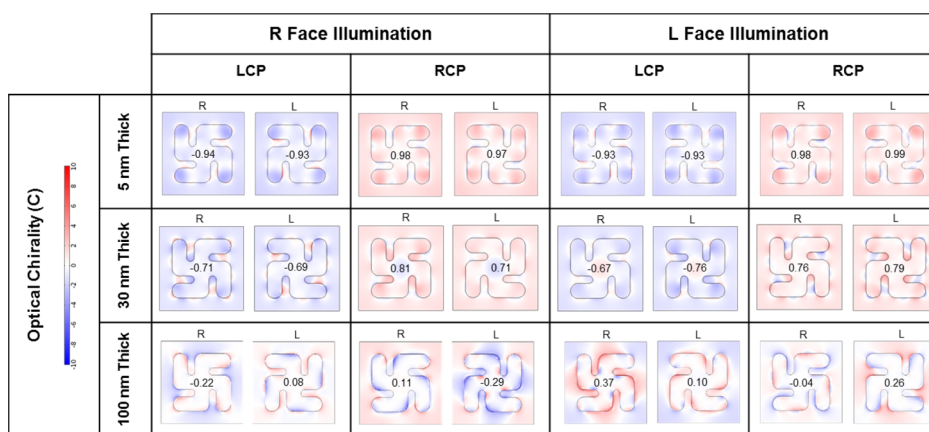 R Face Illumination L Face Illumination
LCP RCP LCP RCP
Optical Chirality (C)
10
8
6
4
2
0
-2
-4
-6
-8
-10
5 nm Thick
R L R L R L R L
-0.94 -0.93 0.98 0.97 -0.93 -0.93 0.98 0.99
30 nm Thick
R L R L R L R L
-0.71 -0.69 0.81 0.71 -0.67 -0.76 0.76 0.79
100 nm Thick
R L R L R L R L
-0.22 0.08 0.11 -0.29 0.37 0.10 -0.04 0.26